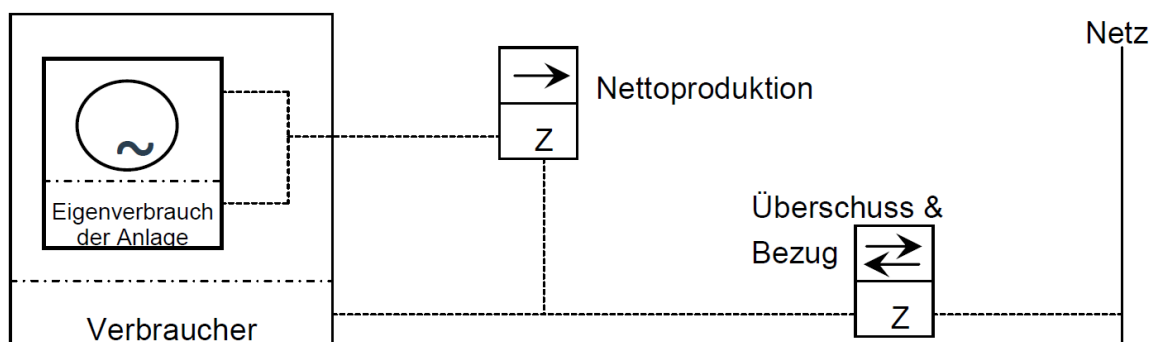 Netz
Nettoproduktion
Z
Eigenverbrauch
der Anlage
Überschuss &
Bezug
Z
Verbraucher